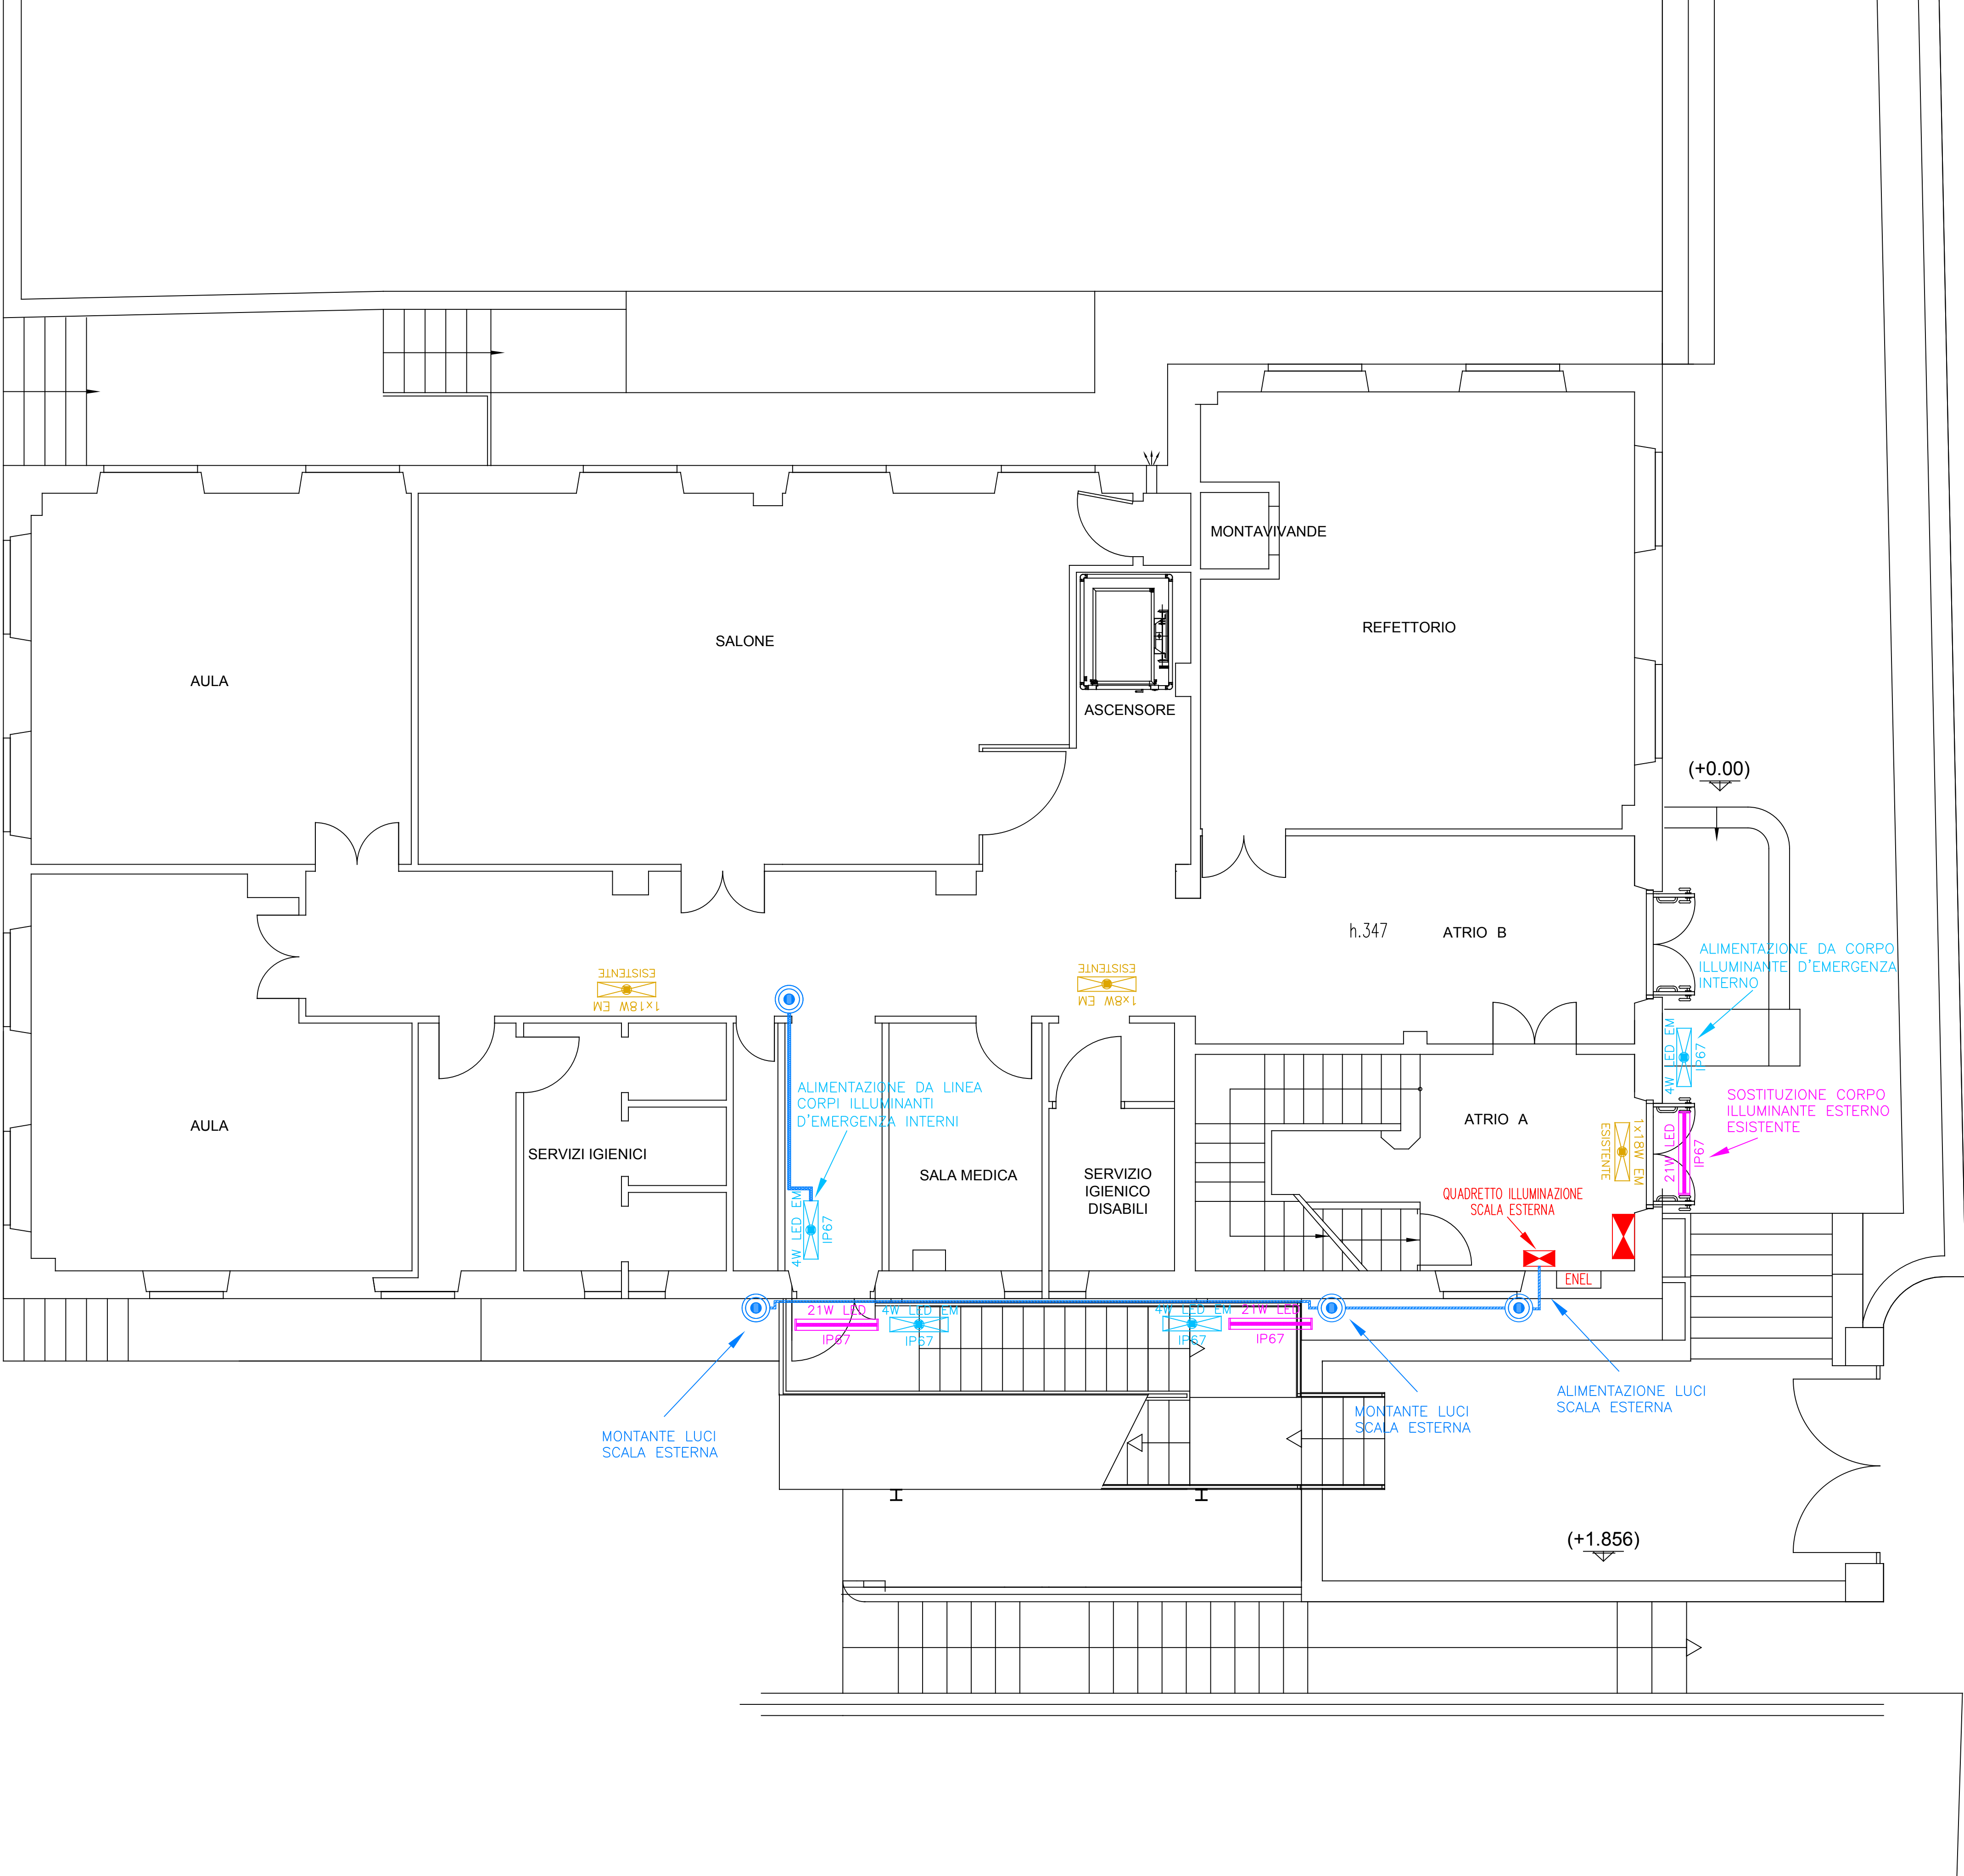 MONTAVIVANDE
SALONE
REFETTORIO
AULA
ASCENSORE
(+0.00)
h.347
ATRIO B
ALIMENTAZIONE DA CORPO
ILLUMINANTE D'EMERGENZA
INTERNO
ESISTENTE
1x18W EM
ESISTENTE
1x18W EM
4W LED EM
IP67
ALIMENTAZIONE DA LINEA
CORPI ILLUMINANTI
D'EMERGENZA INTERNI
SOSTITUZIONE CORPO
ILLUMINANTE ESTERNO
ESISTENTE
AULA
ATRIO A
ESISTENTE
1x18W EM
21W LED
IP67
SERVIZI IGIENICI
SALA MEDICA
SERVIZIO
IGIENICO
DISABILI
QUADRETTO ILLUMINAZIONE
SCALA ESTERNA
4W LED EM
IP67
ENEL
21W LED
IP67
4W LED EM
IP67
4W LED EM
IP67
21W LED
IP67
MONTANTE LUCI
SCALA ESTERNA
MONTANTE LUCI
SCALA ESTERNA
ALIMENTAZIONE LUCI
SCALA ESTERNA
(+1.856)